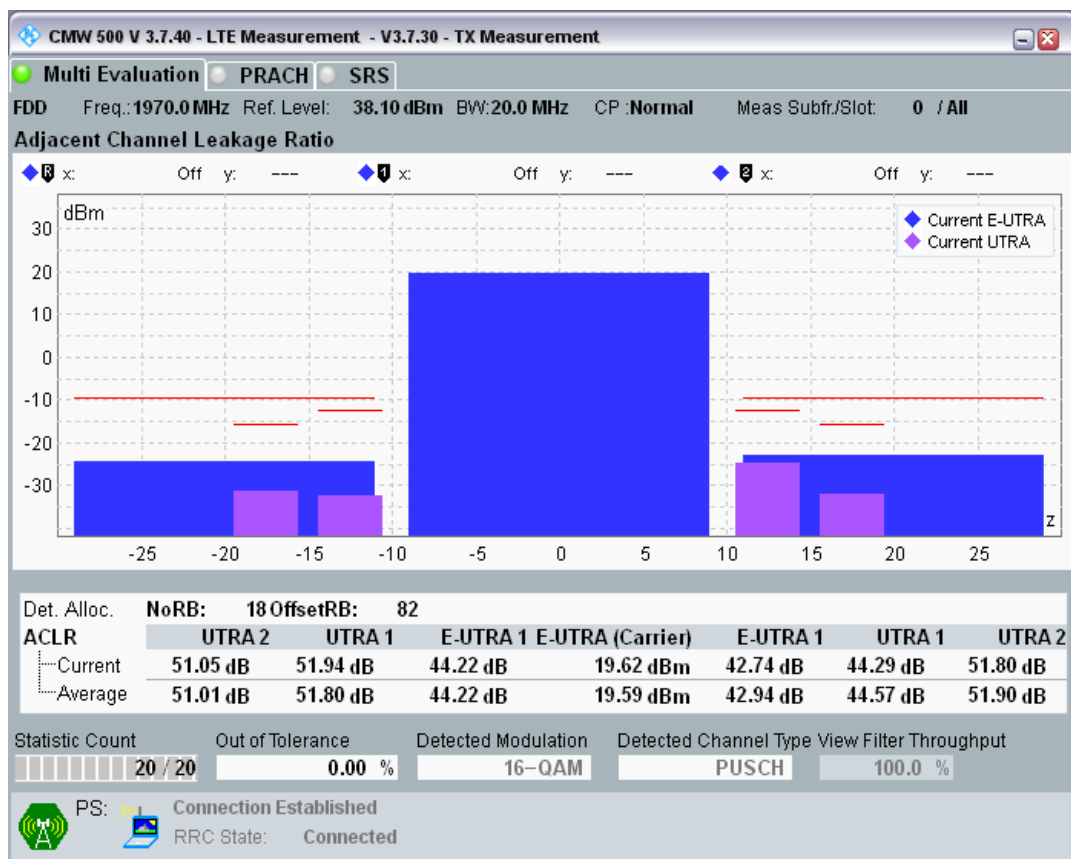 CMW 500 V 3.7.40 - LTE Measurement - V3.7.30 - TX Measurement
Multi Evaluation PRACH SRS
FDD Freq.: 1970.0 MHz Ref. Level: 38.10 dBm BW: 20.0 MHz CP : Normal Meas Subfr./Slot: 0 / All
Adjacent Channel Leakage Ratio
R x: Off y: --- 1 x: Off y: --- 2 x: Off y: ---
dBm
Current E-UTRA
Current UTRA
30
20
10
0
-10
-20
-30
z
-25 -20 -15 -10 -5 0 5 10 15 20 25
Det. Alloc. NoRB: 18 OffsetRB: 82
ACLR UTRA 2 UTRA 1 E-UTRA 1 E-UTRA (Carrier) E-UTRA 1 UTRA 1 UTRA 2
Current 51.05 dB 51.94 dB 44.22 dB 19.62 dBm 42.74 dB 44.29 dB 51.80 dB
Average 51.01 dB 51.80 dB 44.22 dB 19.59 dBm 42.94 dB 44.57 dB 51.90 dB
Statistic Count Out of Tolerance Detected Modulation Detected Channel Type View Filter Throughput
20 / 20 0.00 % 16-QAM PUSCH 100.0 %
PS: Connection Established
RRC State: Connected